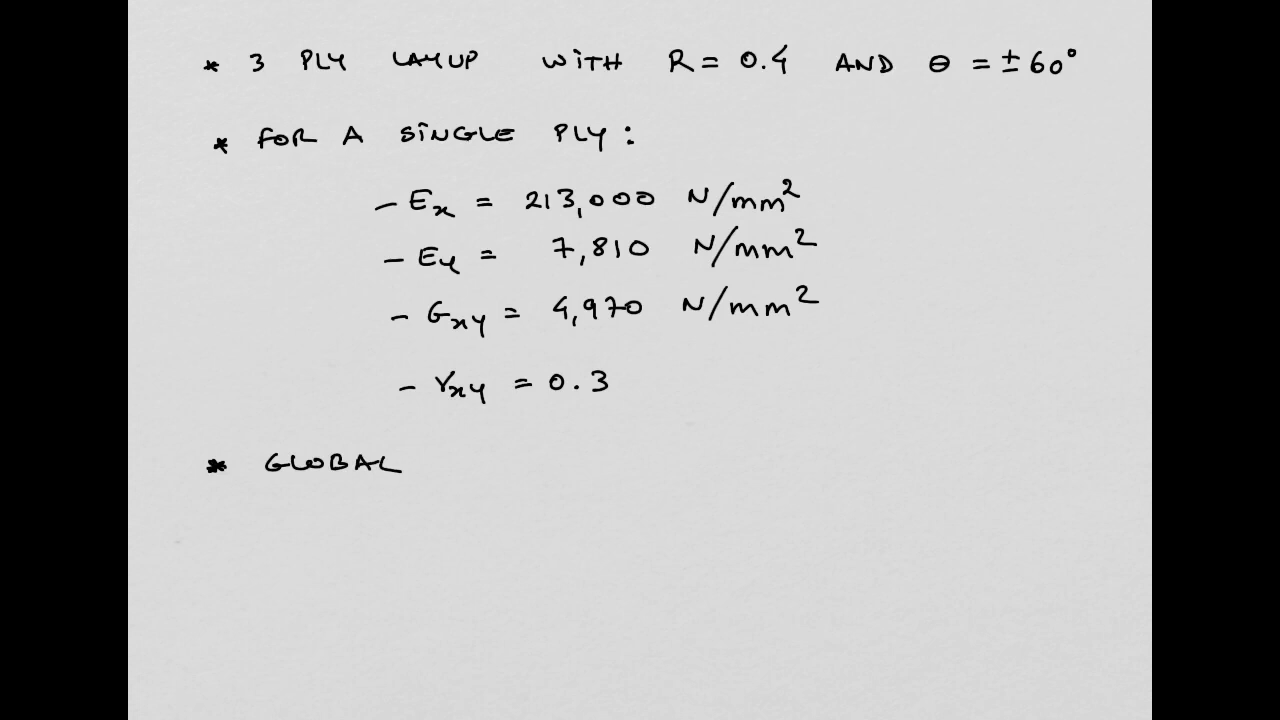 * 3 PLY LAYUP WITH R = 0.4 AND θ = ± 60°
* FOR A SINGLE PLY :
- Ex = 213,000 N/mm²
- Ey = 7,810 N/mm²
- Gxy = 4,970 N/mm²
- νxy = 0.3
* GLOBAL